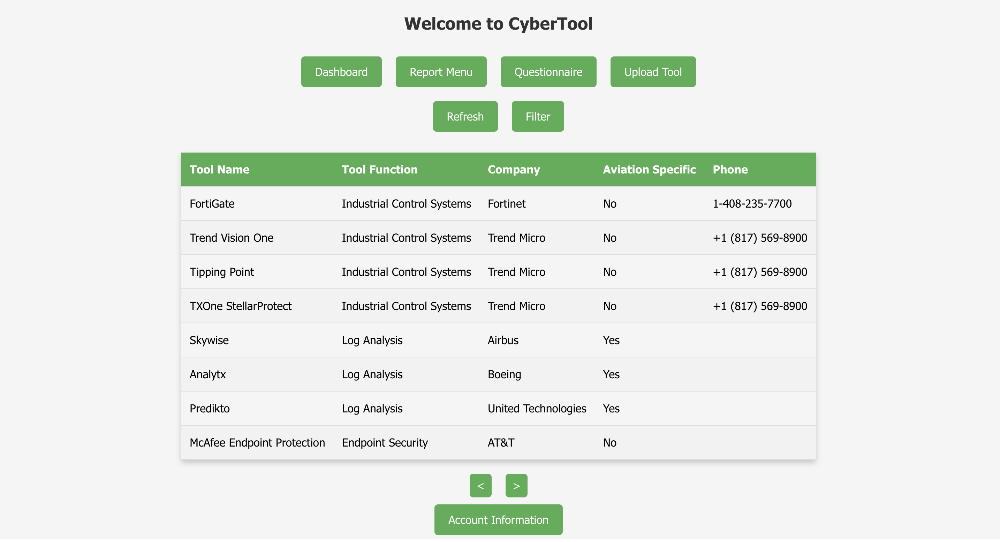 Welcome to CyberTool
Dashboard Report Menu Questionnaire Upload Tool
Refresh Filter
Tool Name Tool Function Company Aviation Specific Phone
FortiGate Industrial Control Systems Fortinet No 1-408-235-7700
Trend Vision One Industrial Control Systems Trend Micro No +1 (817) 569-8900
Tipping Point Industrial Control Systems Trend Micro No +1 (817) 569-8900
TXOne StellarProtect Industrial Control Systems Trend Micro No +1 (817) 569-8900
Skywise Log Analysis Airbus Yes
Analytx Log Analysis Boeing Yes
Predikto Log Analysis United Technologies Yes
McAfee Endpoint Protection Endpoint Security AT&T No
< >
Account Information